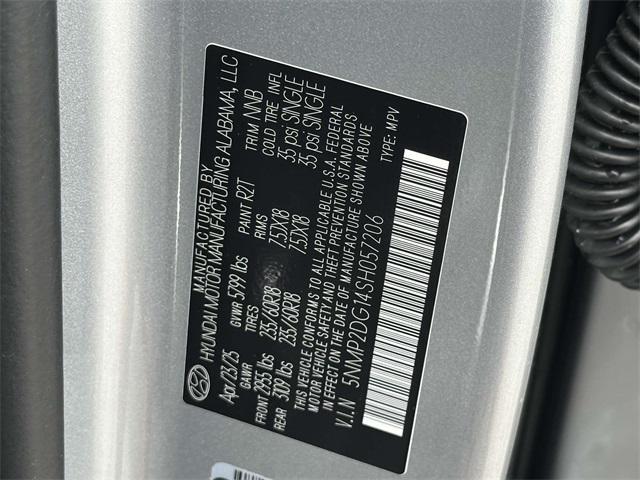 MANUFACTURED BY
HYUNDAI MOTOR MANUFACTURING ALABAMA, LLC
Apr/23/25 GVWR 5799 lbs PAINT R2T TRIM NNB
GAWR TIRES RIMS COLD TIRE INFL
FRONT 2955 lbs 235/60R18 7.5JX18 35 psi SINGLE
REAR 3109 lbs 235/60R18 7.5JX18 35 psi SINGLE
THIS VEHICLE CONFORMS TO ALL APPLICABLE U.S.A. FEDERAL
MOTOR VEHICLE SAFETY AND THEFT PREVENTION STANDARDS
IN EFFECT ON THE DATE OF MANUFACTURE SHOWN ABOVE
V.I.N 5NMP2DG14SH057206 TYPE: MPV